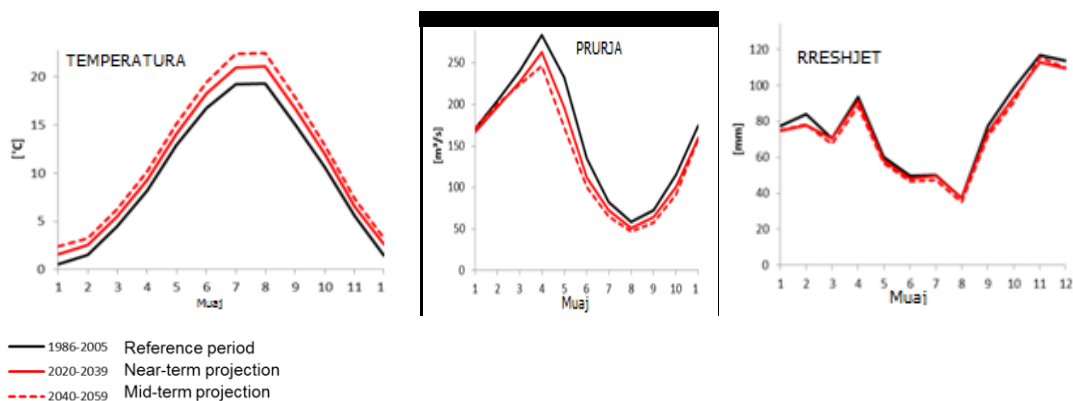 TEMPERATURA
[°C]
20
15
10
5
0
1 2 3 4 5 6 7 8 9 10 11 1
Muaj
PRURJA
[m³/s]
250
200
150
100
50
0
1 2 3 4 5 6 7 8 9 10 1
Muaj
RRESHJET
[mm]
120
100
80
60
40
20
0
1 2 3 4 5 6 7 8 9 10 11 12
Muaj
1986-2005 Reference period
2020-2039 Near-term projection
2040-2059 Mid-term projection